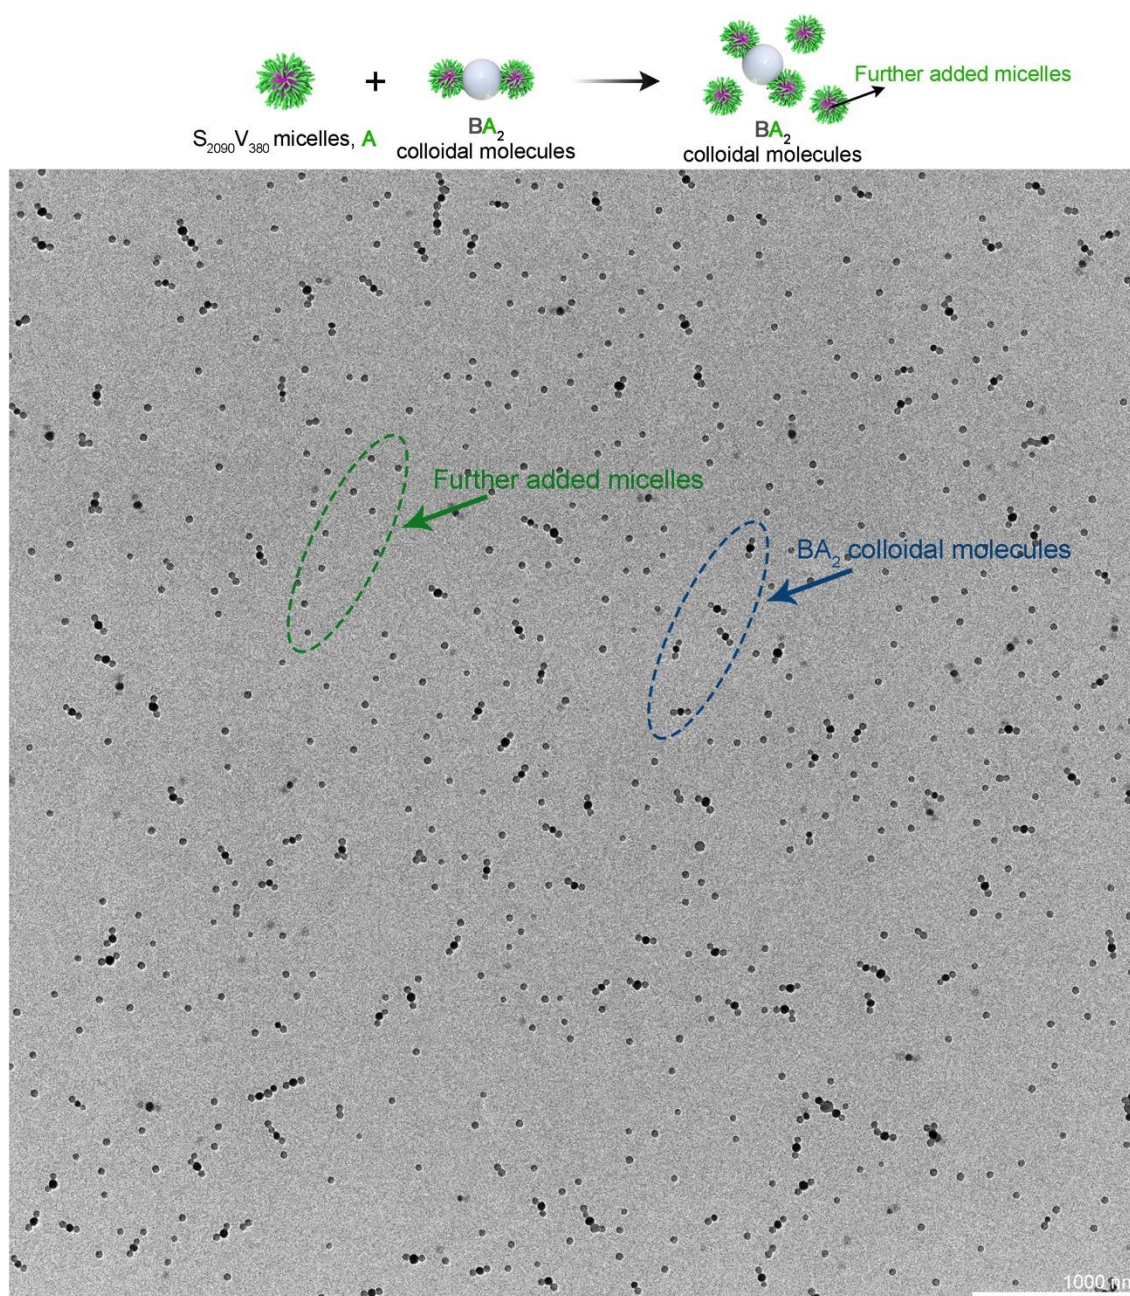 Further added micelles
S₂₀₉₀V₃₈₀ micelles, A
BA₂
colloidal molecules
BA₂
colloidal molecules
Further added micelles
BA₂ colloidal molecules
1000 nm